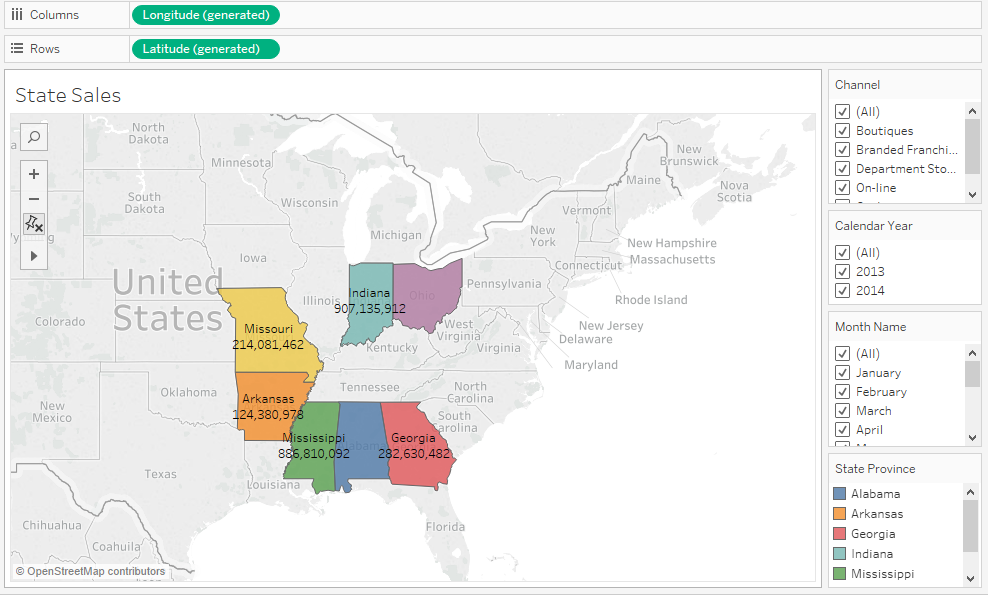 Columns
Longitude (generated)
Rows
Latitude (generated)
State Sales
North
Dakota
Minnesota
South
Dakota
Wisconsin
Michigan
Iowa
United
States
Illinois
Colorado
Missouri
214,081,462
Indiana
907,135,912
Ohio
Pennsylvania
West
Virginia
Virginia
Kentucky
Maine
New
Brunswick
Nova
Scotia
Vermont
New
York
New Hampshire
Massachusetts
Connecticut
Rhode Island
New Jersey
Delaware
Maryland
Arkansas
124,380,978
Oklahoma
New
Mexico
Tennessee
North
Carolina
South
Carolina
Mississippi
886,810,092
Alabama
Georgia
282,630,482
Texas
Louisiana
Florida
Chihuahua
Coahuila
© OpenStreetMap contributors
Channel
(All)
Boutiques
Branded Franchi...
Department Sto...
On-line
Calendar Year
(All)
2013
2014
Month Name
(All)
January
February
March
April
State Province
Alabama
Arkansas
Georgia
Indiana
Mississippi